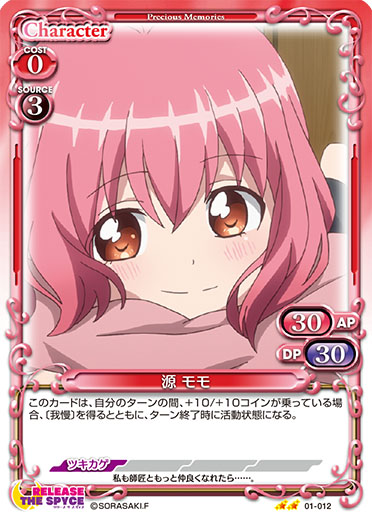 Precious Memories
Character
COST
0
SOURCE
3
30 AP
DP 30
源 モモ
このカードは、自分のターンの間、+10/+10コインが乗っている場
合、〔我慢〕を得るとともに、ターン終了時に活動状態になる。
ツキカゲ
私も師匠ともっと仲良くなれたら……。
RELEASE
THE SPYCE
©SORASAKI.F
★★ 01-012